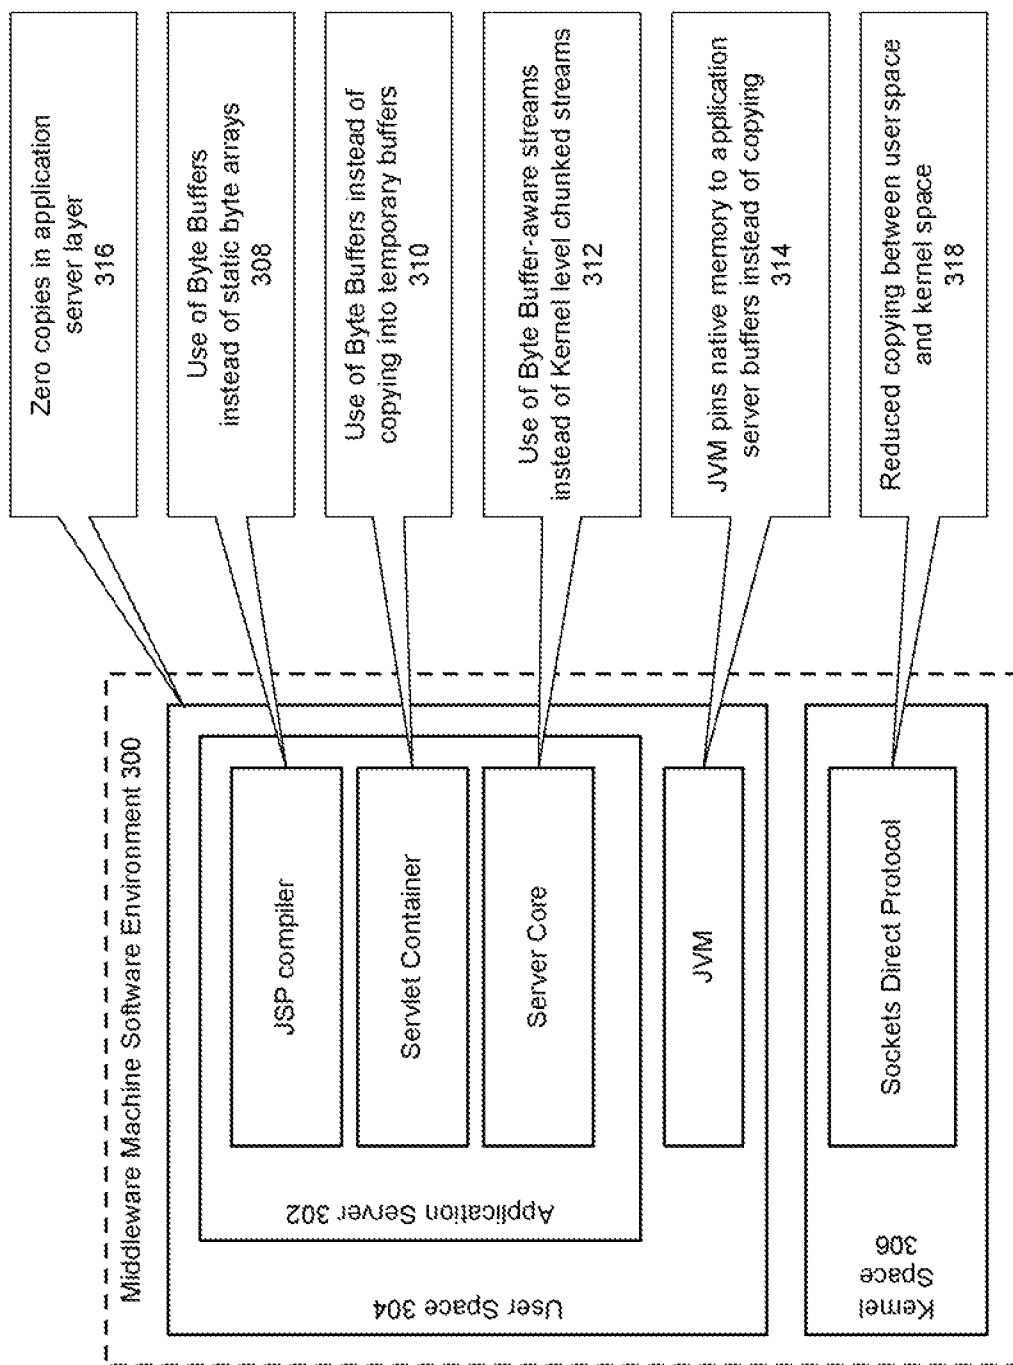 Middleware Machine Software Environment 300
User Space 304
Application Server 302
JSP compiler
Servlet Container
Server Core
JVM
Kernel
Space
306
Sockets Direct Protocol
Zero copies in application
server layer
316
Use of Byte Buffers
instead of static byte arrays
308
Use of Byte Buffers instead of
copying into temporary buffers
310
Use of Byte Buffer-aware streams
instead of Kernel level chunked streams
312
JVM pins native memory to application
server buffers instead of copying
314
Reduced copying between userspace
and kernel space
318